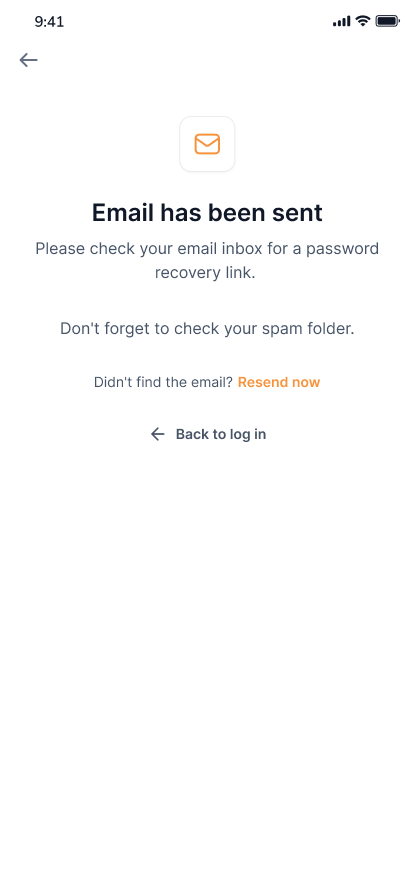 9:41
Email has been sent
Please check your email inbox for a password
recovery link.
Don't forget to check your spam folder.
Didn't find the email? Resend now
Back to log in